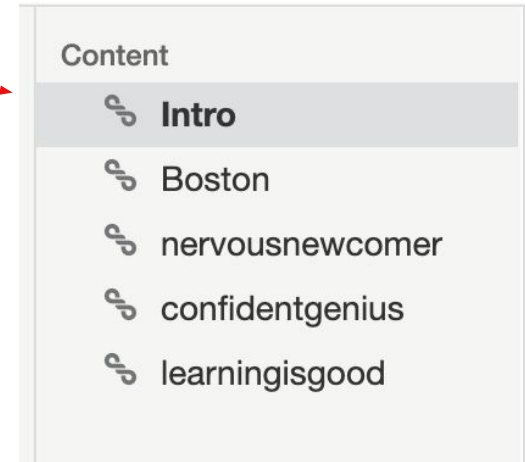 Content
Intro
Boston
nervousnewcomer
confidentgenius
learningisgood